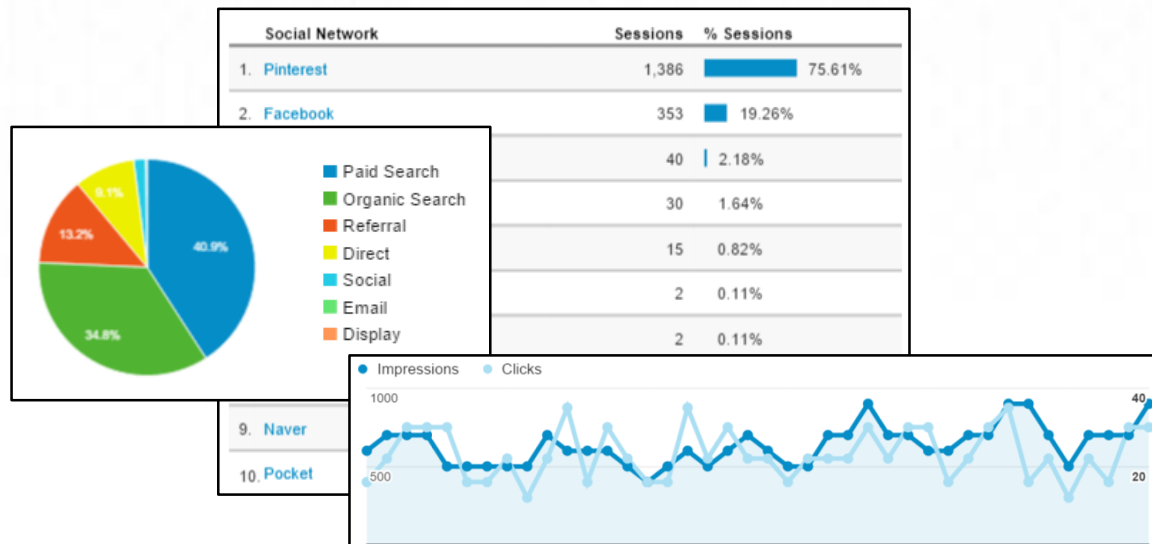 Social Network Sessions % Sessions
1. Pinterest 1,386 75.61%
2. Facebook 353 19.26%
40 2.18%
30 1.64%
15 0.82%
2 0.11%
2 0.11%
9. Naver
10. Pocket
40.9%
34.8%
13.2%
9.1%
Paid Search
Organic Search
Referral
Direct
Social
Email
Display
Impressions Clicks
1000 40
500 20